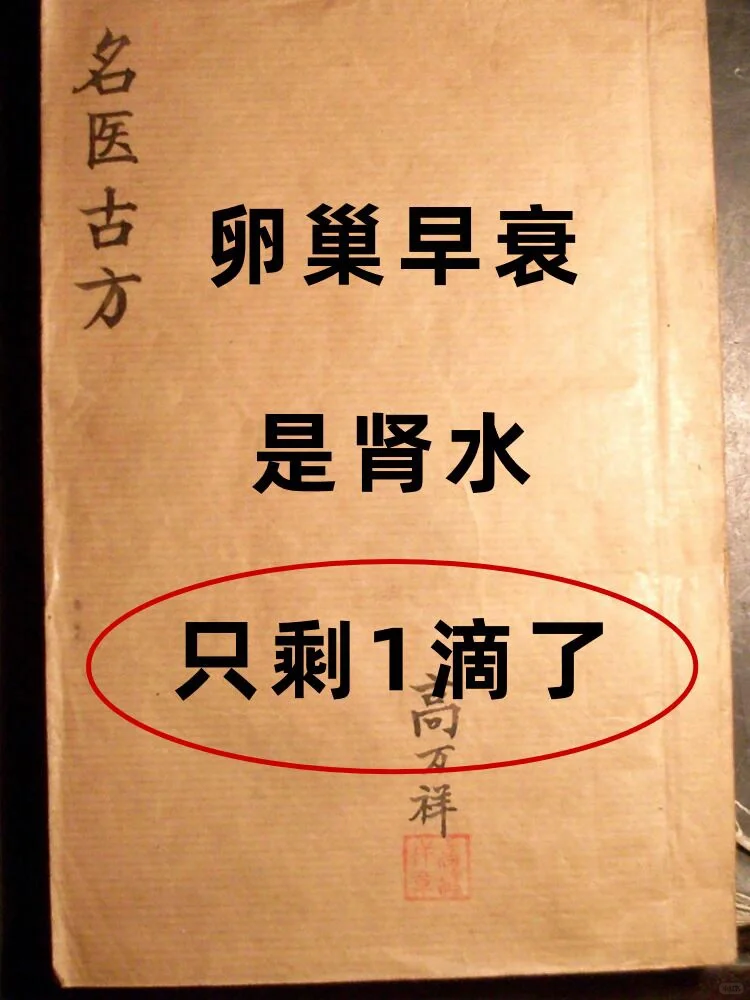 名医古方
卵巢早衰
是肾水
只剩1滴了
高万祥